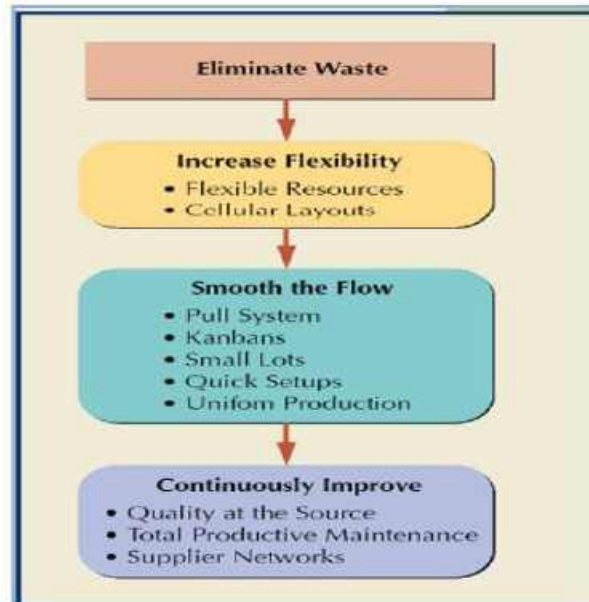 Eliminate Waste
Increase Flexibility
• Flexible Resources
• Cellular Layouts
Smooth the Flow
• Pull System
• Kanbans
• Small Lots
• Quick Setups
• Unifom Production
Continuously Improve
• Quality at the Source
• Total Productive Maintenance
• Supplier Networks